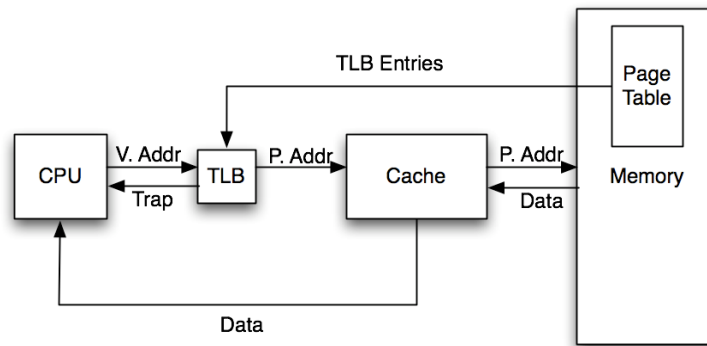 TLB Entries
Page
Table
V. Addr
P. Addr
P. Addr
CPU
TLB
Cache
Memory
Trap
Data
Data